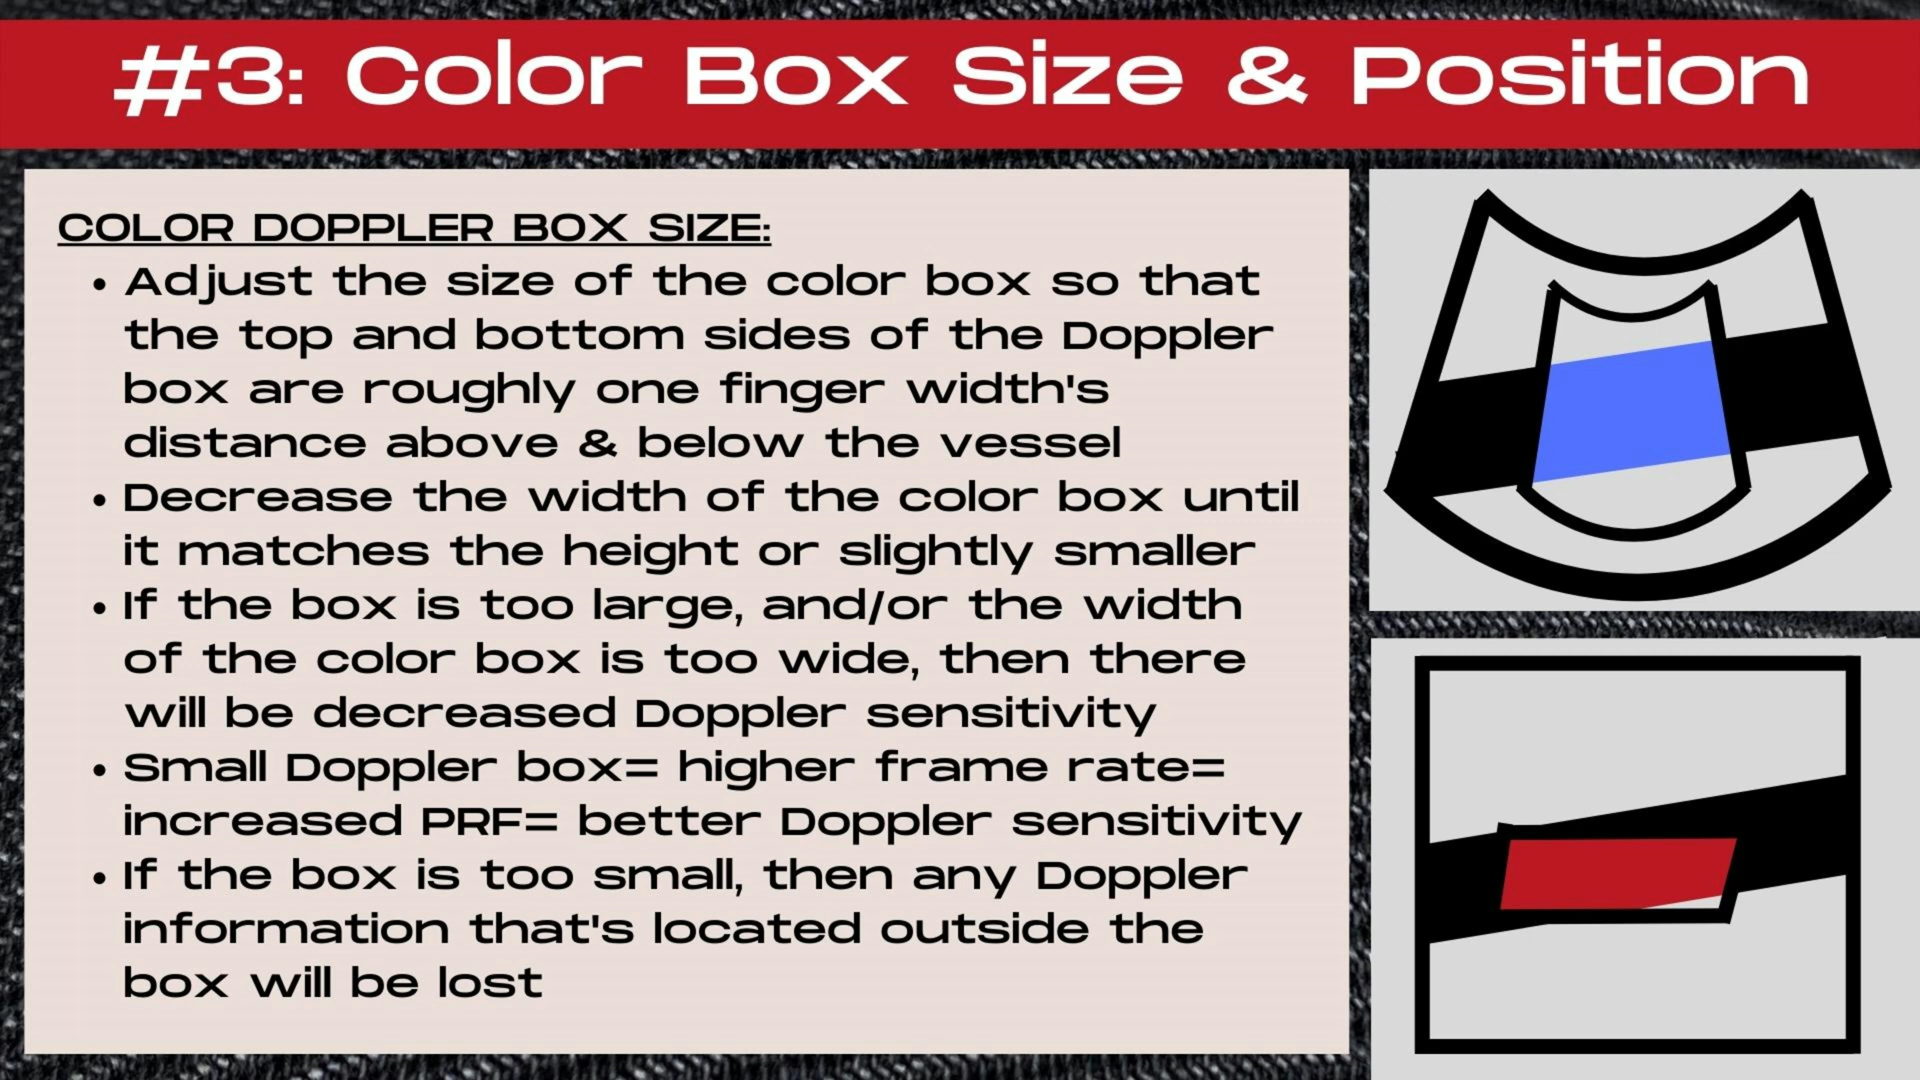 #3: Color Box Size & Position
COLOR DOPPLER BOX SIZE:
• Adjust the size of the color box so that
the top and bottom sides of the Doppler
box are roughly one finger width's
distance above & below the vessel
• Decrease the width of the color box until
it matches the height or slightly smaller
• If the box is too large, and/or the width
of the color box is too wide, then there
will be decreased Doppler sensitivity
• Small Doppler box= higher frame rate=
increased PRF= better Doppler sensitivity
• If the box is too small, then any Doppler
information that's located outside the
box will be lost